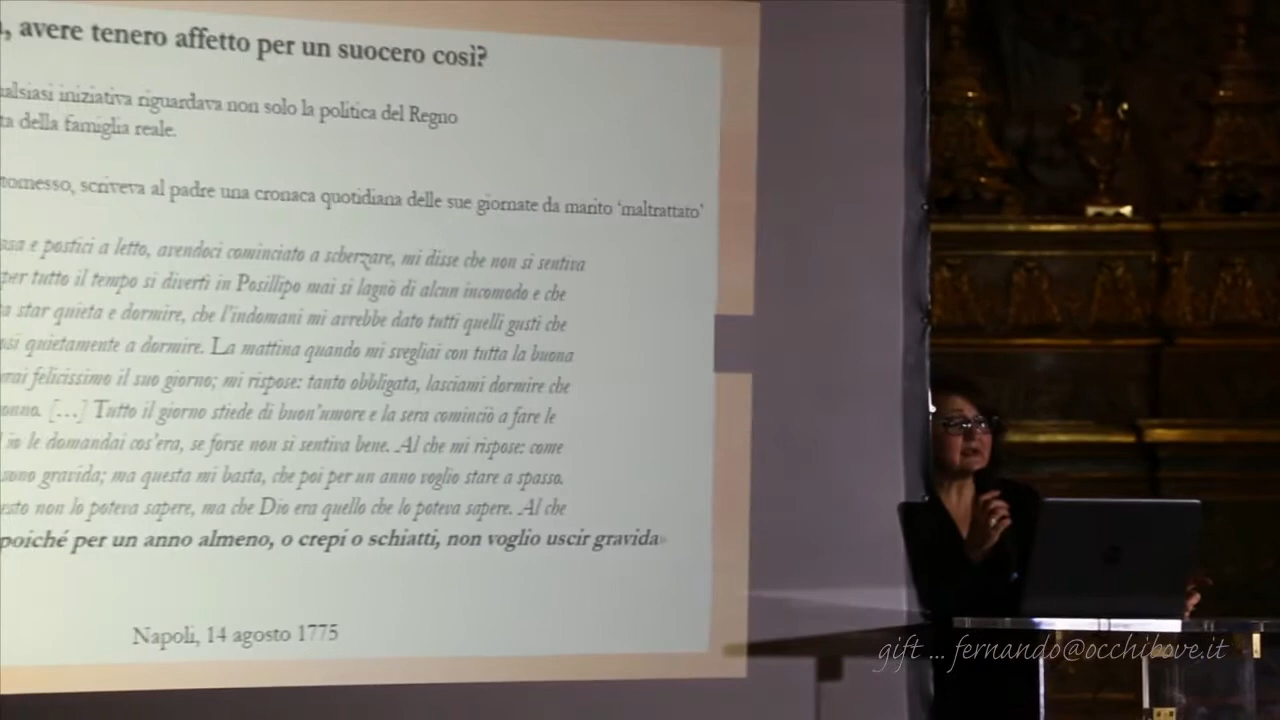 , avere tenero affetto per un suocero così?
ualsiasi iniziativa riguardava non solo la politica del Regno
ta della famiglia reale.
tomesso, scriveva al padre una cronaca quotidiana delle sue giornate da marito ‘maltrattato’
asa e postici a letto, avendoci cominciato a scherzare, mi disse che non si sentiva
per tutto il tempo si divertì in Posillipo mai si lagnò di alcun incomodo e che
a star quieta e dormire, che l'indomani mi avrebbe dato tutti quelli gusti che
osi quietamente a dormire. La mattina quando mi svegliai con tutta la buona
urai felicissimo il suo giorno; mi rispose: tanto obbligata, lasciami dormire che
onno. […] Tutto il giorno stiede di buon'umore e la sera cominciò a fare le
io le domandai cos'era, se forse non si sentiva bene. Al che mi rispose: come
sono gravida; ma questa mi basta, che poi per un anno voglio stare a spasso.
esto non lo poteva sapere, ma che Dio era quello che lo poteva sapere. Al che
poiché per un anno almeno, o crepi o schiatti, non voglio uscir gravida»
Napoli, 14 agosto 1775
gift ... fernando@occhibove.it